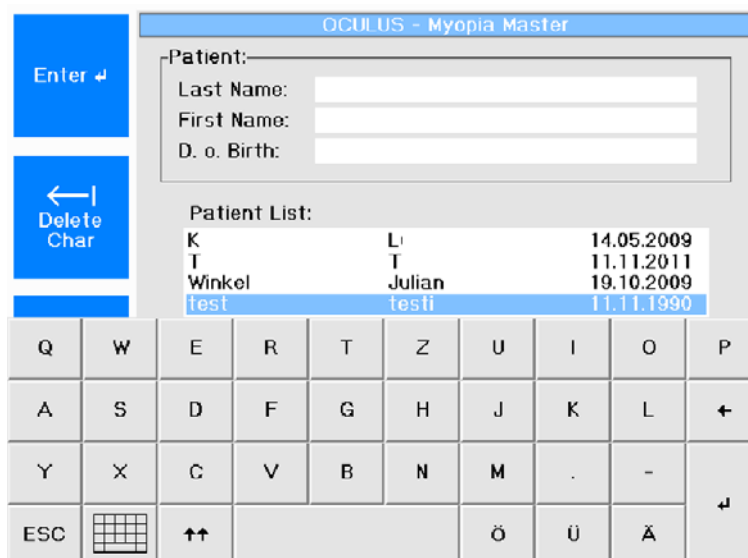 OCULUS - Myopia Master
Enter ↵
Patient:
Last Name:
First Name:
D. o. Birth:
Delete
Char
Patient List:
K 14.05.2009
T T 11.11.2011
Winkel Julian 19.10.2009
test testi 11.11.1990
Q W E R T Z U I O P
A S D F G H J K L ←
Y X C V B N M . -
ESC ↑↑ Ö Ü Ä ↵